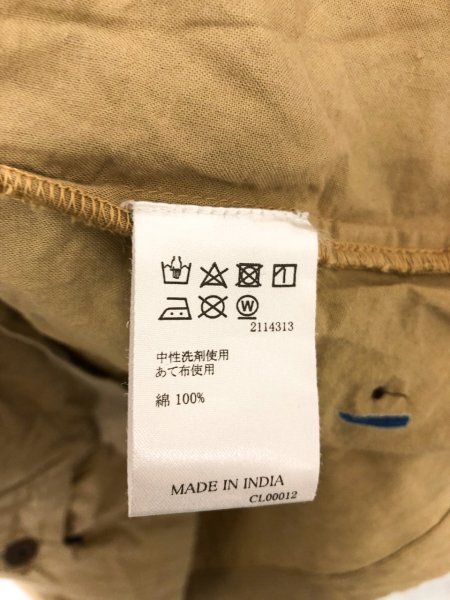 2114313
中性洗剤使用
あて布使用
綿 100%
MADE IN INDIA
CL00012